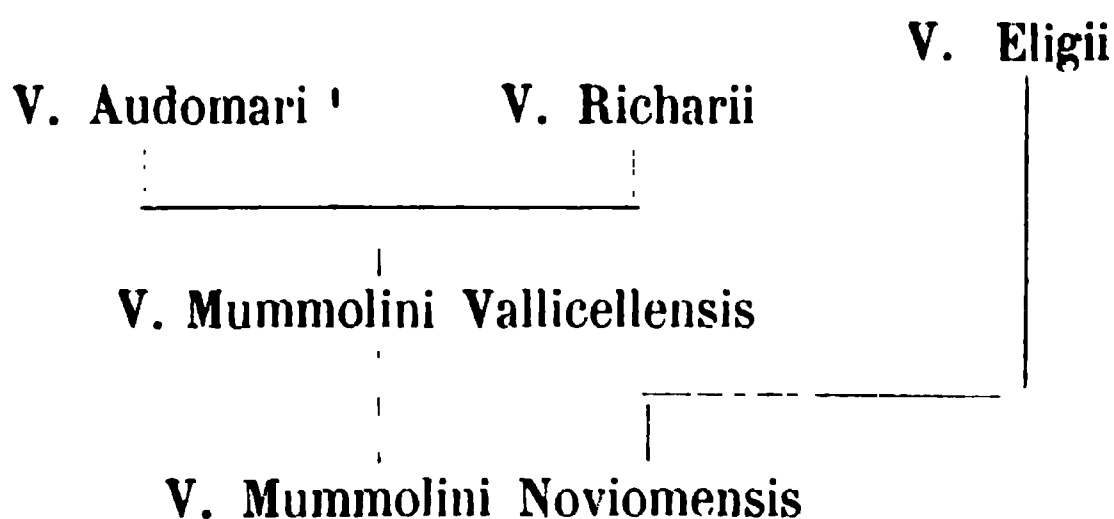 V. Eligii
V. Audomari ¹ V. Richarii
V. Mummolini Vallicellensis
V. Mummolini Noviomensis